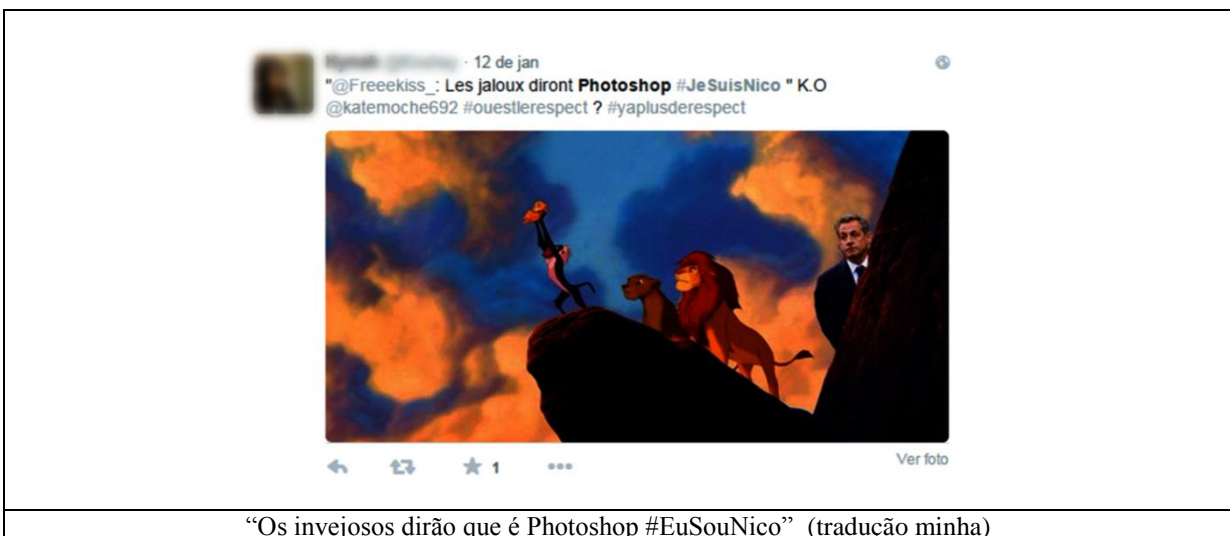 · 12 de jan
"@Freeekiss_: Les jaloux diront Photoshop #JeSuisNico " K.O
@katemoche692 #ouestlerespect ? #yaplusderespect
1
Ver foto
“Os invejosos dirão que é Photoshop #EuSouNico” (tradução minha)